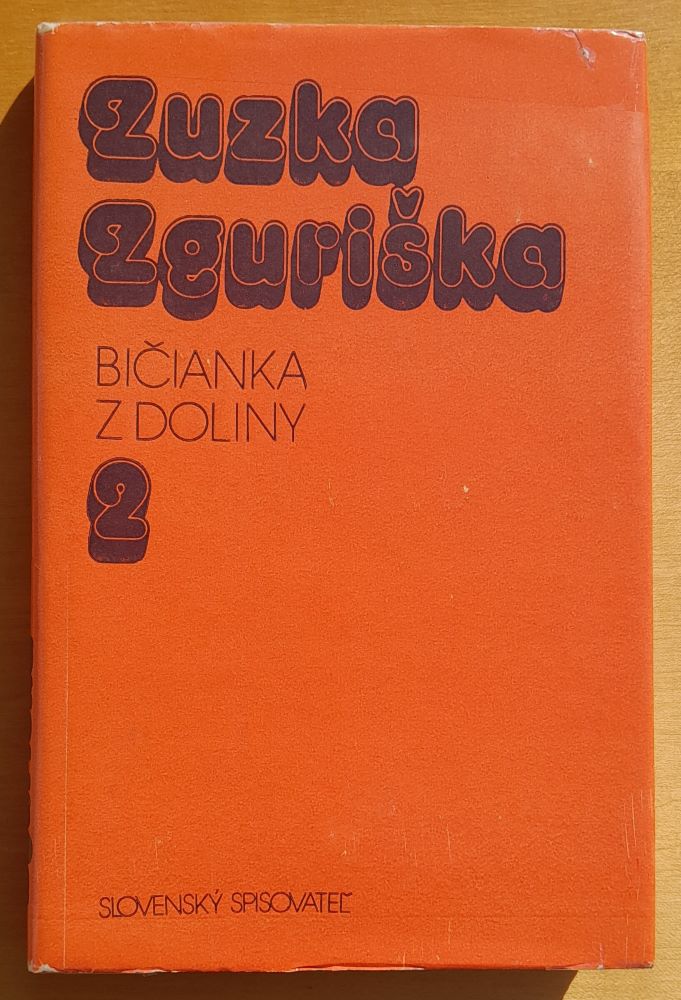 Zuzka
Zguriška
BIČIANKA
Z DOLINY
2
SLOVENSKÝ SPISOVATEĽ